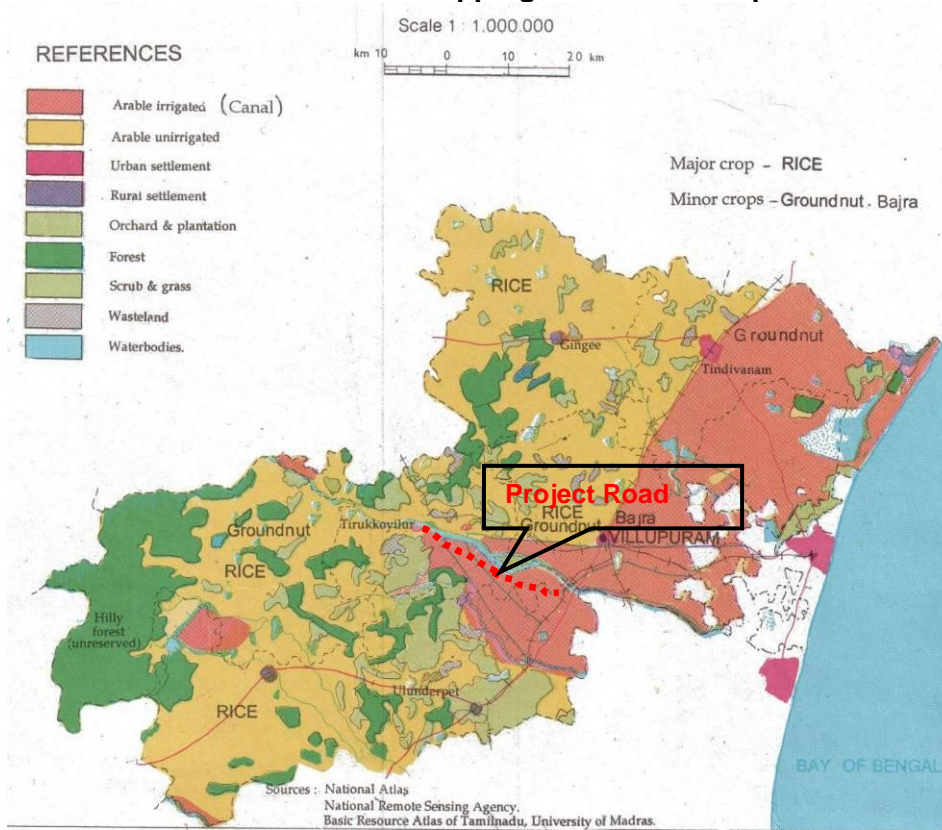 Scale 1 : 1.000.000
km 10 0 10 20 km
REFERENCES
Arable irrigated (Canal)
Arable unirrigated
Urban settlement
Rural settlement
Orchard & plantation
Forest
Scrub & grass
Wasteland
Waterbodies.
Major crop - RICE
Minor crops - Groundnut . Bajra
RICE
Gingee
Groundnut
Tindivanam
Project Road
RICE
Groundnut
Bajra
VILLUPURAM
Tirukkoyilur
Groundnut
RICE
Hilly
forest
(unreserved)
Ulunderpet
RICE
BAY OF BENGAL
Sources : National Atlas
National Remote Sensing Agency.
Basic Resource Atlas of Tamilnadu, University of Madras.